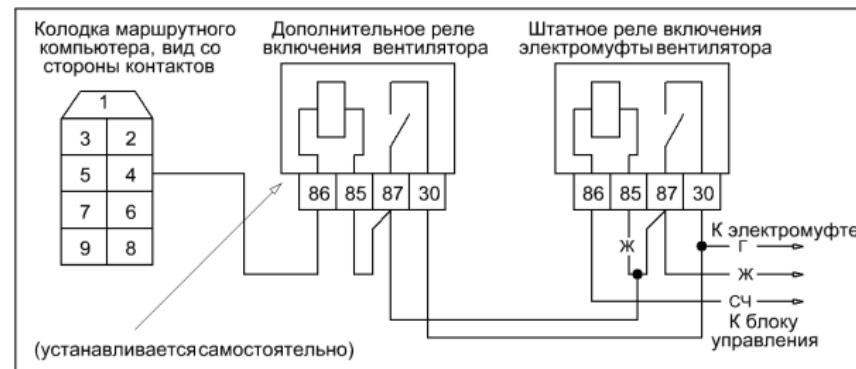 Колодка маршрутного
компьютера, вид со
стороны контактов
Дополнительное реле
включения вентилятора
Штатное реле включения
электромуфты вентилятора
1
3 2
5 4
7 6
9 8
86 85 87 30
86 85 87 30
К электромуфте
Ж
Г
Ж
СЧ
К блоку
управления
(устанавливается самостоятельно)